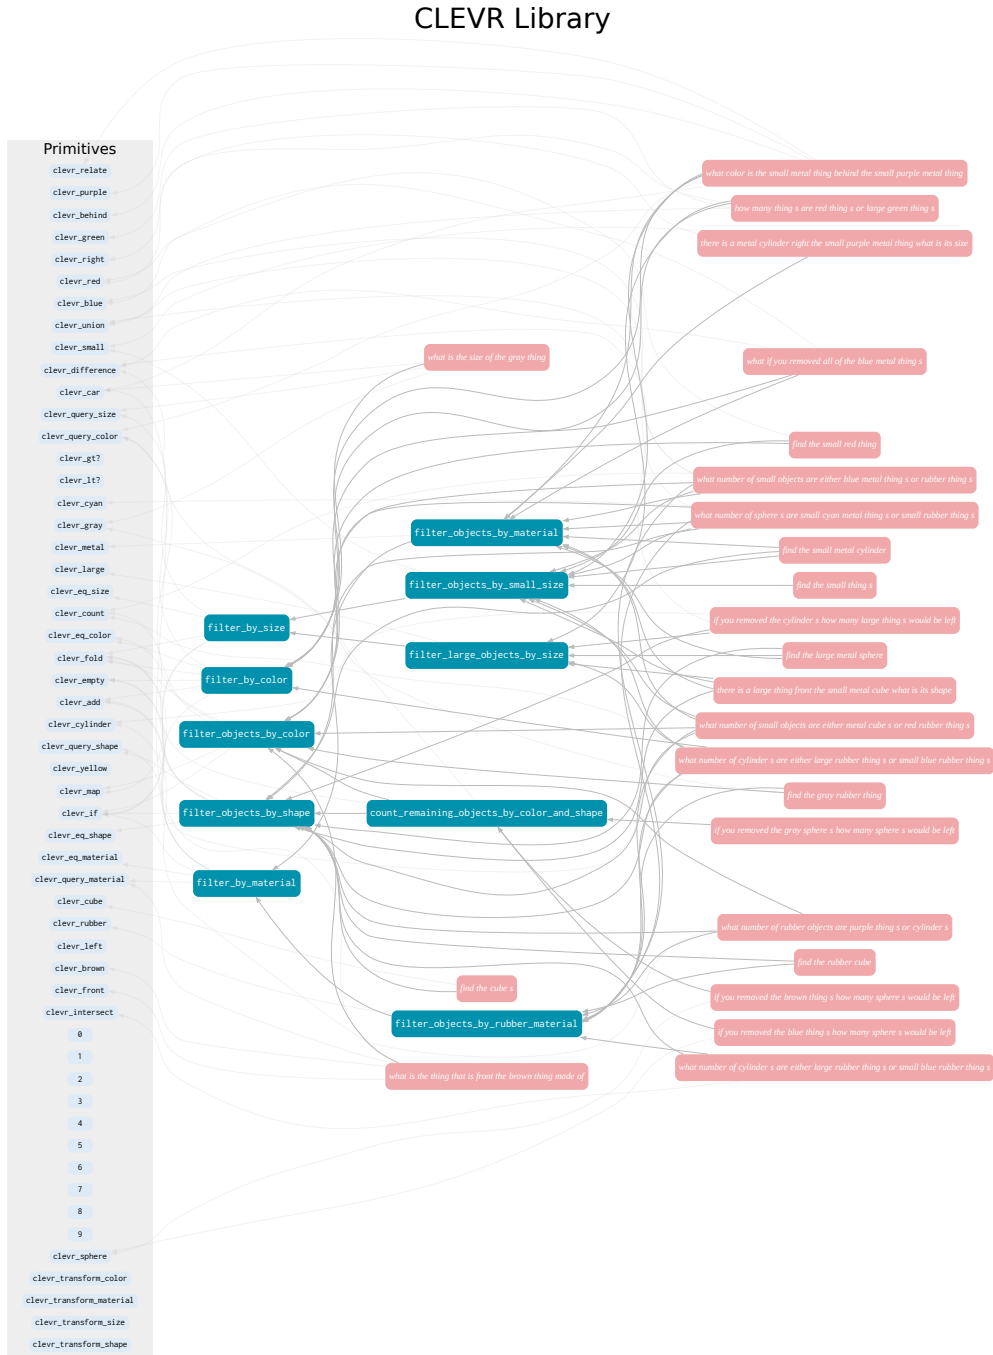 CLEVR Library
Primitives
clevr_relate
clevr_purple
clevr_behind
clevr_green
clevr_right
clevr_red
clevr_blue
clevr_union
clevr_small
clevr_difference
clevr_car
clevr_query_size
clevr_query_color
clevr_gt?
clevr_lt?
clevr_cyan
clevr_gray
clevr_metal
clevr_large
clevr_eq_size
clevr_count
clevr_eq_color
clevr_fold
clevr_empty
clevr_add
clevr_cylinder
clevr_query_shape
clevr_yellow
clevr_map
clevr_if
clevr_eq_shape
clevr_eq_material
clevr_query_material
clevr_cube
clevr_rubber
clevr_left
clevr_brown
clevr_front
clevr_intersect
0
1
2
3
4
5
6
7
8
9
clevr_sphere
clevr_transform_color
clevr_transform_material
clevr_transform_size
clevr_transform_shape
filter_by_size
filter_by_color
filter_objects_by_color
filter_objects_by_shape
filter_by_material
what is the size of the gray thing
filter_objects_by_material
filter_objects_by_small_size
filter_large_objects_by_size
count_remaining_objects_by_color_and_shape
find the cube s
filter_objects_by_rubber_material
what is the thing that is front the brown thing made of
what color is the small metal thing behind the small purple metal thing
how many thing s are red thing s or large green thing s
there is a metal cylinder right the small purple metal thing what is its size
what if you removed all of the blue metal thing s
find the small red thing
what number of small objects are either blue metal thing s or rubber thing s
what number of sphere s are small cyan metal thing s or small rubber thing s
find the small metal cylinder
find the small thing s
if you removed the cylinder s how many large thing s would be left
find the large metal sphere
there is a large thing front the small metal cube what is its shape
what number of small objects are either metal cube s or red rubber thing s
what number of cylinder s are either large rubber thing s or small blue rubber thing s
find the gray rubber thing
if you removed the gray sphere s how many sphere s would be left
what number of rubber objects are purple thing s or cylinder s
find the rubber cube
if you removed the brown thing s how many sphere s would be left
if you removed the blue thing s how many sphere s would be left
what number of cylinder s are either large rubber thing s or small blue rubber thing s